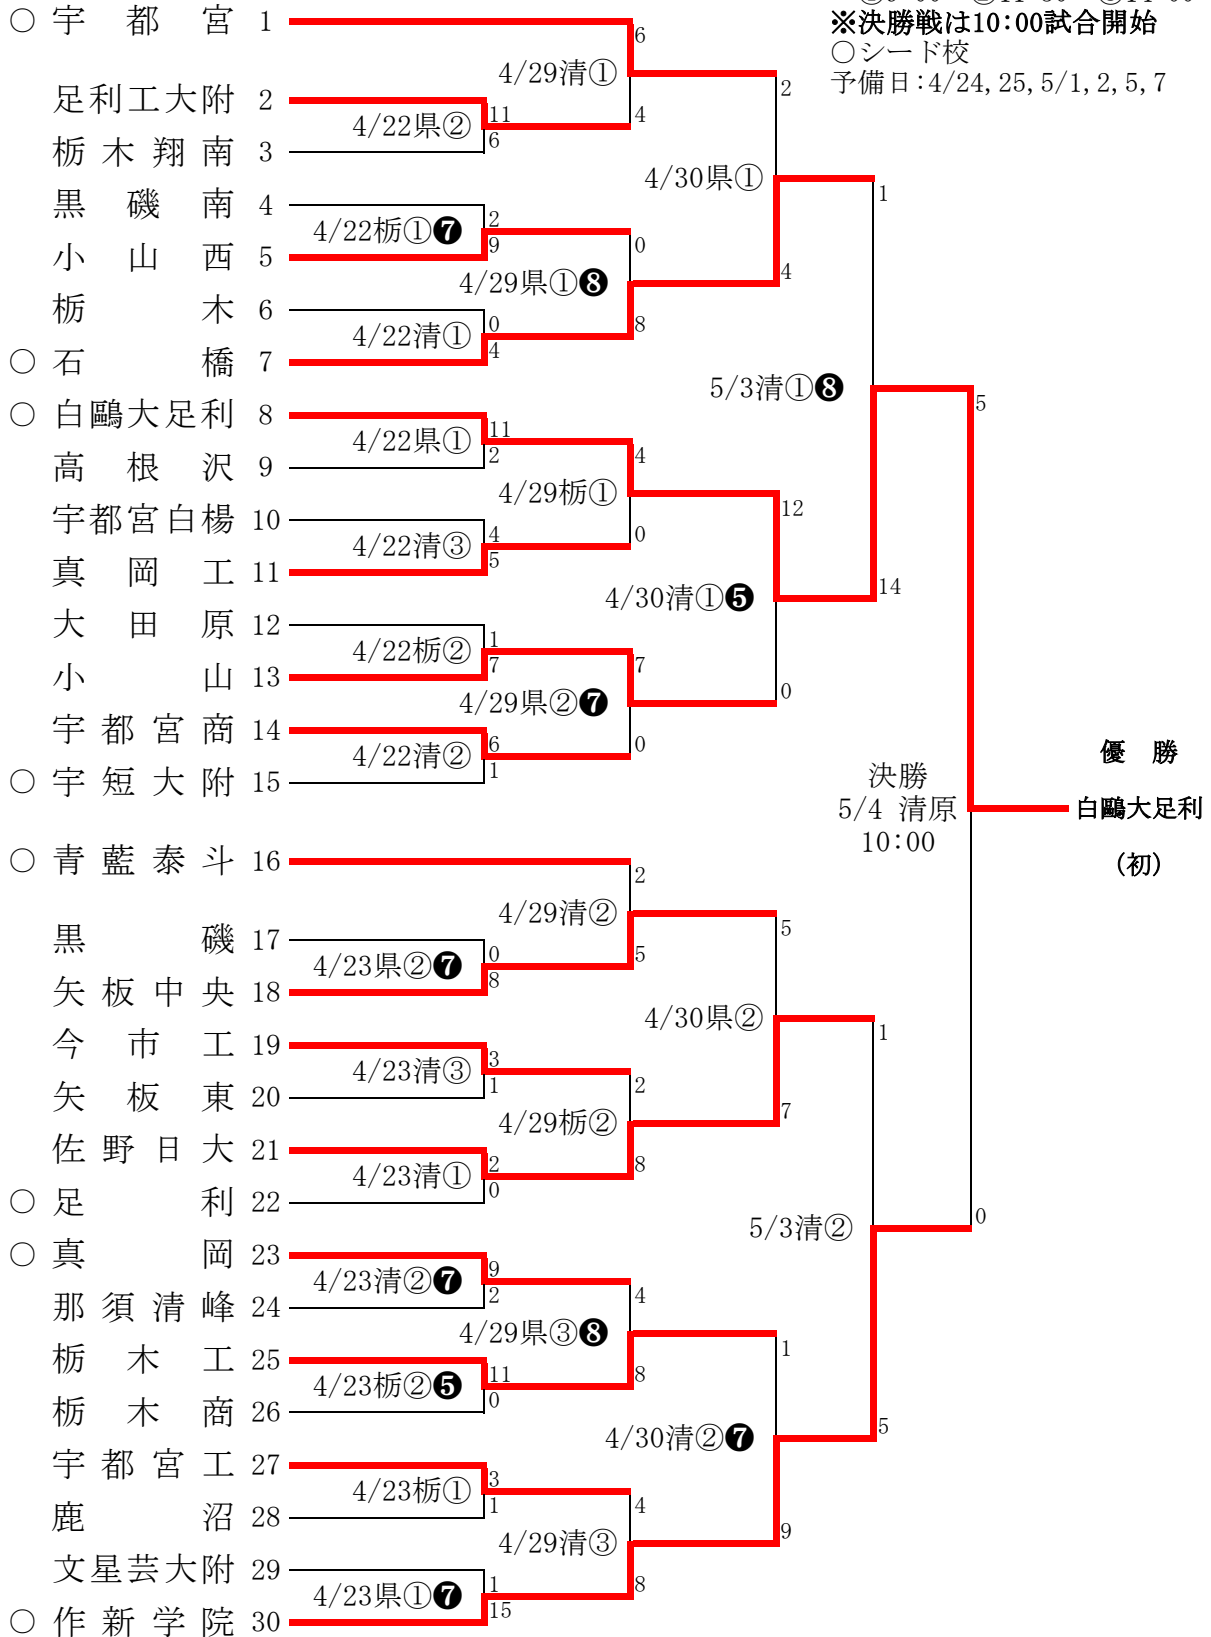 ※決勝戦は10:00試合開始
○シード校
予備日:4/24, 25, 5/1, 2, 5, 7
○ 宇都宮 1
6
4/29清①
2
足利工大附 2
11
4
4/22県②
6
栃木翔南 3
4/30県①
1
黒磯南 4
2
4/22栃①❼
9
0
小山西 5
4/29県①❽
4
栃木 6
0
8
4/22清①
4
○ 石橋 7
5/3清①❽
5
○ 白鷗大足利 8
11
4/22県①
2
4
高根沢 9
4/29栃①
12
宇都宮白楊 10
4
0
4/22清③
5
真岡工 11
14
4/30清①❺
大田原 12
1
4/22栃②
7
7
小山 13
0
4/29県②❼
宇都宮商 14
6
0
4/22清②
1
○ 宇短大附 15
決勝
5/4 清原
10:00
優 勝
白鷗大足利
(初)
○ 青藍泰斗 16
2
4/29清②
5
黒磯 17
0
5
4/23県②❼
8
矢板中央 18
4/30県②
1
今市工 19
3
4/23清③
1
2
矢板東 20
4/29栃②
7
佐野日大 21
2
8
4/23清①
0
○ 足利 22
5/3清②
0
○ 真岡 23
9
4/23清②❼
2
4
那須清峰 24
4/29県③❽
1
栃木工 25
11
8
4/23栃②❺
0
栃木商 26
4/30清②❼
5
宇都宮工 27
3
4/23栃①
1
4
鹿沼 28
4/29清③
9
文星芸大附 29
1
8
4/23県①❼
15
○ 作新学院 30